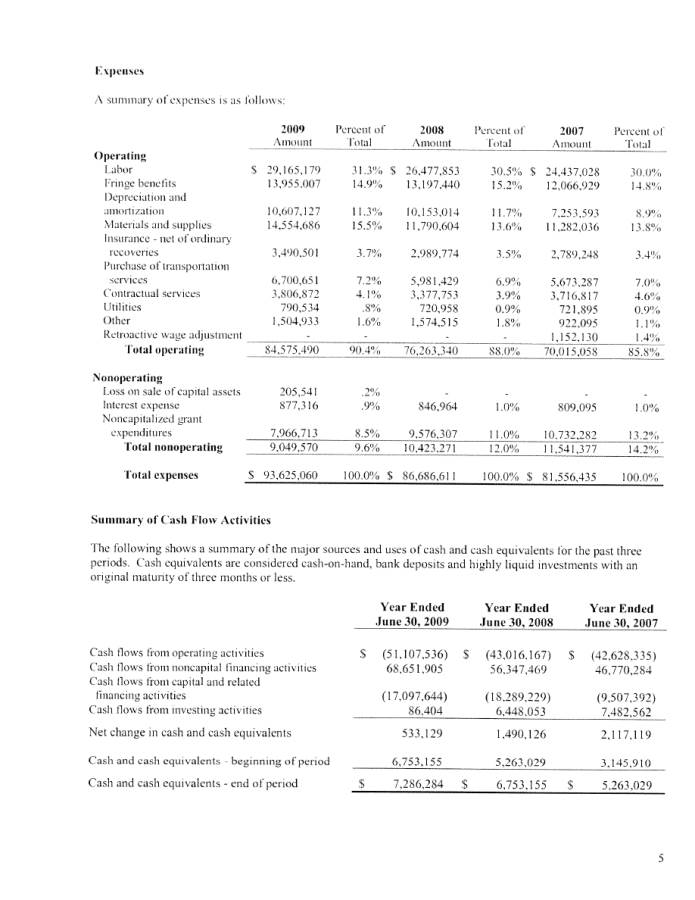 Expenses
A summary of expenses is as follows:
2009 Percent of 2008 Percent of 2007 Percent of
Amount Total Amount Total Amount Total
Operating
Labor $ 29,165,179 31.3% $ 26,477,853 30.5% $ 24,437,028 30.0%
Fringe benefits 13,955,007 14.9% 13,197,440 15.2% 12,066,929 14.8%
Depreciation and
amortization 10,607,127 11.3% 10,153,014 11.7% 7,253,593 8.9%
Materials and supplies 14,554,686 15.5% 11,790,604 13.6% 11,282,036 13.8%
Insurance - net of ordinary
recoveries 3,490,501 3.7% 2,989,774 3.5% 2,789,248 3.4%
Purchase of transportation
services 6,700,651 7.2% 5,981,429 6.9% 5,673,287 7.0%
Contractual services 3,806,872 4.1% 3,377,753 3.9% 3,716,817 4.6%
Utilities 790,534 .8% 720,958 0.9% 721,895 0.9%
Other 1,504,933 1.6% 1,574,515 1.8% 922,095 1.1%
Retroactive wage adjustment - - - - 1,152,130 1.4%
Total operating 84,575,490 90.4% 76,263,340 88.0% 70,015,058 85.8%
Nonoperating
Loss on sale of capital assets 205,541 .2% - - - -
Interest expense 877,316 .9% 846,964 1.0% 809,095 1.0%
Noncapitalized grant
expenditures 7,966,713 8.5% 9,576,307 11.0% 10,732,282 13.2%
Total nonoperating 9,049,570 9.6% 10,423,271 12.0% 11,541,377 14.2%
Total expenses $ 93,625,060 100.0% $ 86,686,611 100.0% $ 81,556,435 100.0%
Summary of Cash Flow Activities
The following shows a summary of the major sources and uses of cash and cash equivalents for the past three
periods. Cash equivalents are considered cash-on-hand, bank deposits and highly liquid investments with an
original maturity of three months or less.
Year Ended Year Ended Year Ended
June 30, 2009 June 30, 2008 June 30, 2007
Cash flows from operating activities $ (51,107,536) $ (43,016,167) $ (42,628,335)
Cash flows from noncapital financing activities 68,651,905 56,347,469 46,770,284
Cash flows from capital and related
financing activities (17,097,644) (18,289,229) (9,507,392)
Cash flows from investing activities 86,404 6,448,053 7,482,562
Net change in cash and cash equivalents 533,129 1,490,126 2,117,119
Cash and cash equivalents - beginning of period 6,753,155 5,263,029 3,145,910
Cash and cash equivalents - end of period $ 7,286,284 $ 6,753,155 $ 5,263,029
5